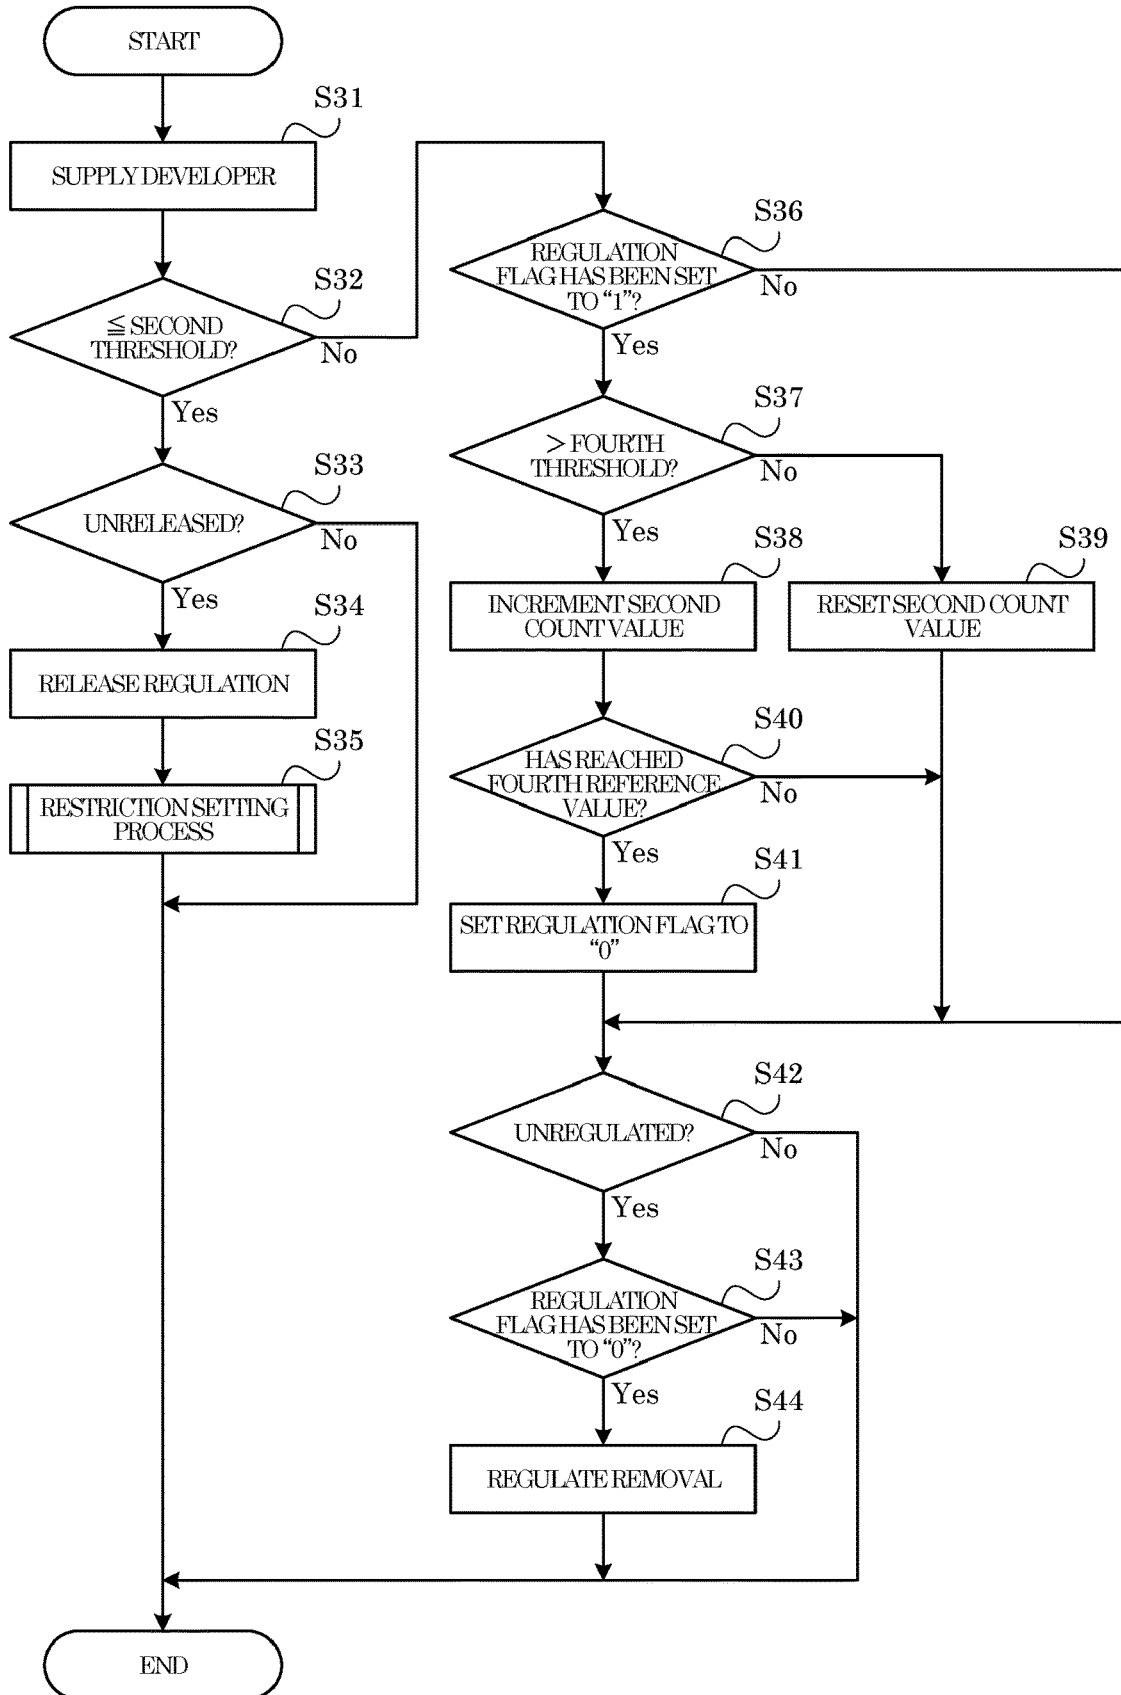 START
S31
SUPPLY DEVELOPER
S32
≦ SECOND
THRESHOLD?
No
Yes
S33
UNRELEASED?
No
Yes
S34
RELEASE REGULATION
S35
RESTRICTION SETTING
PROCESS
S36
REGULATION
FLAG HAS BEEN SET
TO “1”?
No
Yes
S37
> FOURTH
THRESHOLD?
No
Yes
S38
INCREMENT SECOND
COUNT VALUE
S39
RESET SECOND COUNT
VALUE
S40
HAS REACHED
FOURTH REFERENCE
VALUE?
No
Yes
S41
SET REGULATION FLAG TO
“0”
S42
UNREGULATED?
No
Yes
S43
REGULATION
FLAG HAS BEEN SET
TO “0”?
No
Yes
S44
REGULATE REMOVAL
END